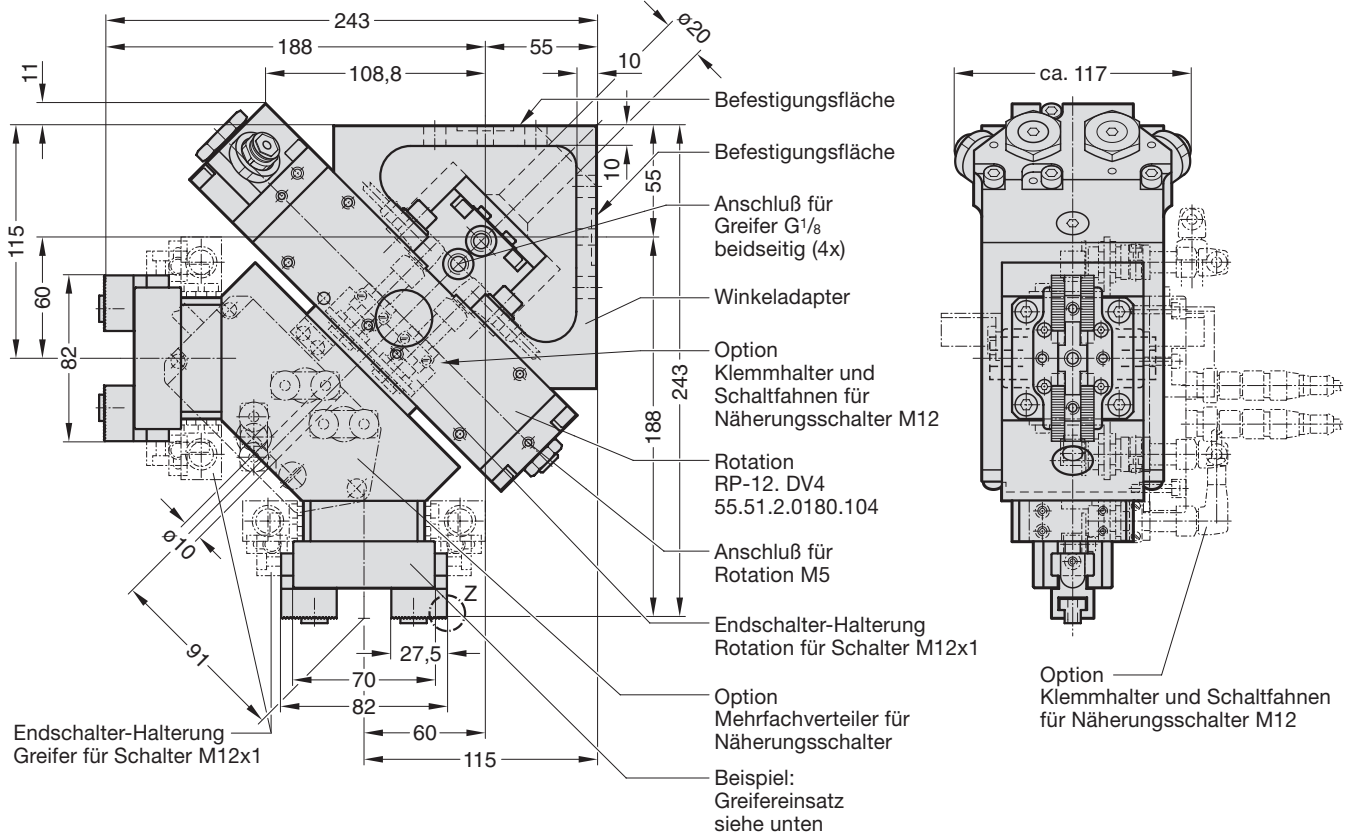 243
188
55
ø20
11
108,8
10
115
60
82
10
55
188
243
ø10
91
Z
27,5
70
82
60
115
Befestigungsfläche
Befestigungsfläche
Anschluß für
Greifer G1/8
beidseitig (4x)
Winkeladapter
Option
Klemmhalter und
Schaltfahnen für
Näherungsschalter M12
Rotation
RP-12. DV4
55.51.2.0180.104
Anschluß für
Rotation M5
Endschalter-Halterung
Rotation für Schalter M12x1
Option
Mehrfachverteiler für
Näherungsschalter
Beispiel:
Greifereinsatz
siehe unten
Endschalter-Halterung
Greifer für Schalter M12x1
ca. 117
Option
Klemmhalter und Schaltfahnen
für Näherungsschalter M12